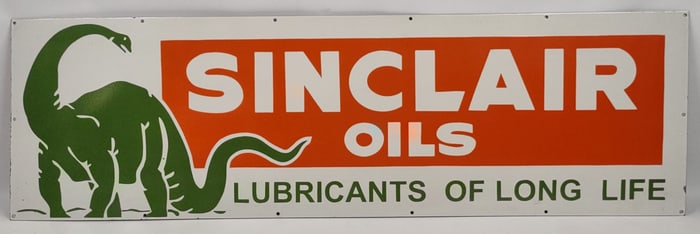 SINCLAIR
OILS
LUBRICANTS OF LONG LIFE